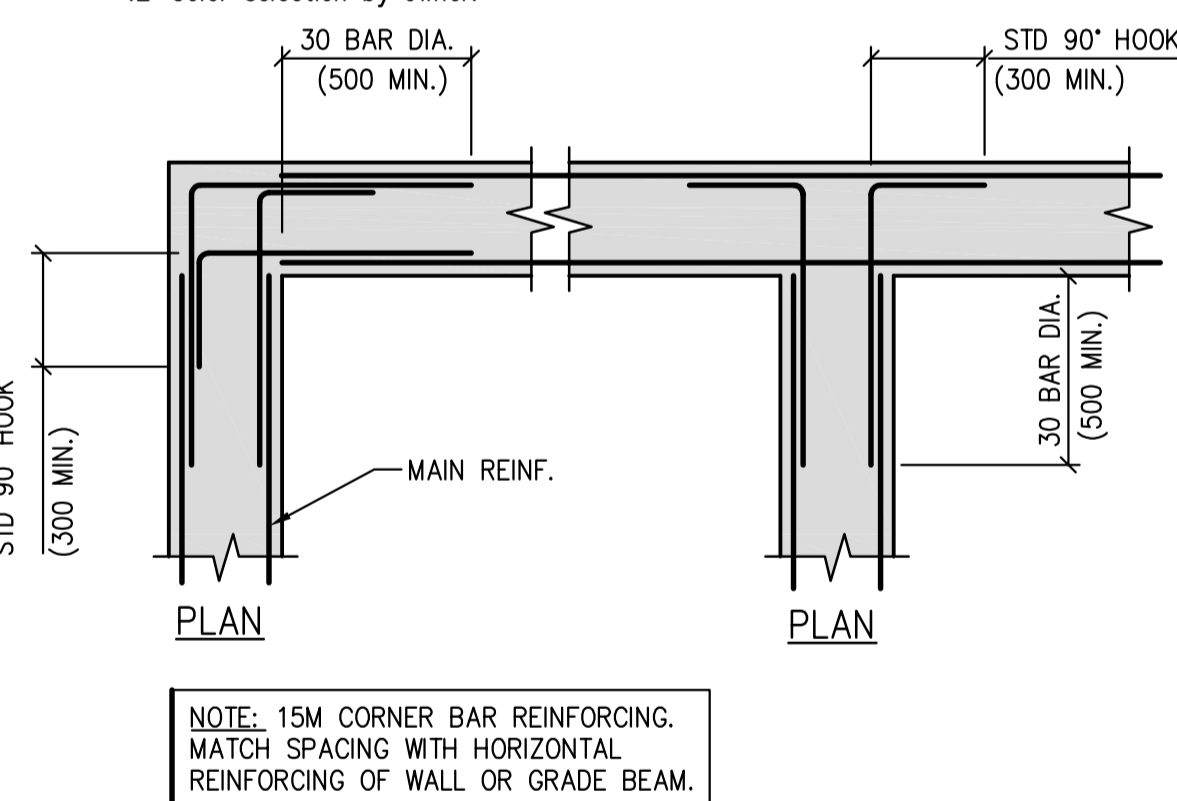 30 BAR DIA.
(500 MIN.)
STD 90° HOOK
(300 MIN.)
STD 90 HOOK
(300 MIN.)
MAIN REINF.
30 BAR DIA.
(500 MIN.)
PLAN
PLAN
NOTE: 15M CORNER BAR REINFORCING.
MATCH SPACING WITH HORIZONTAL
REINFORCING OF WALL OR GRADE BEAM.